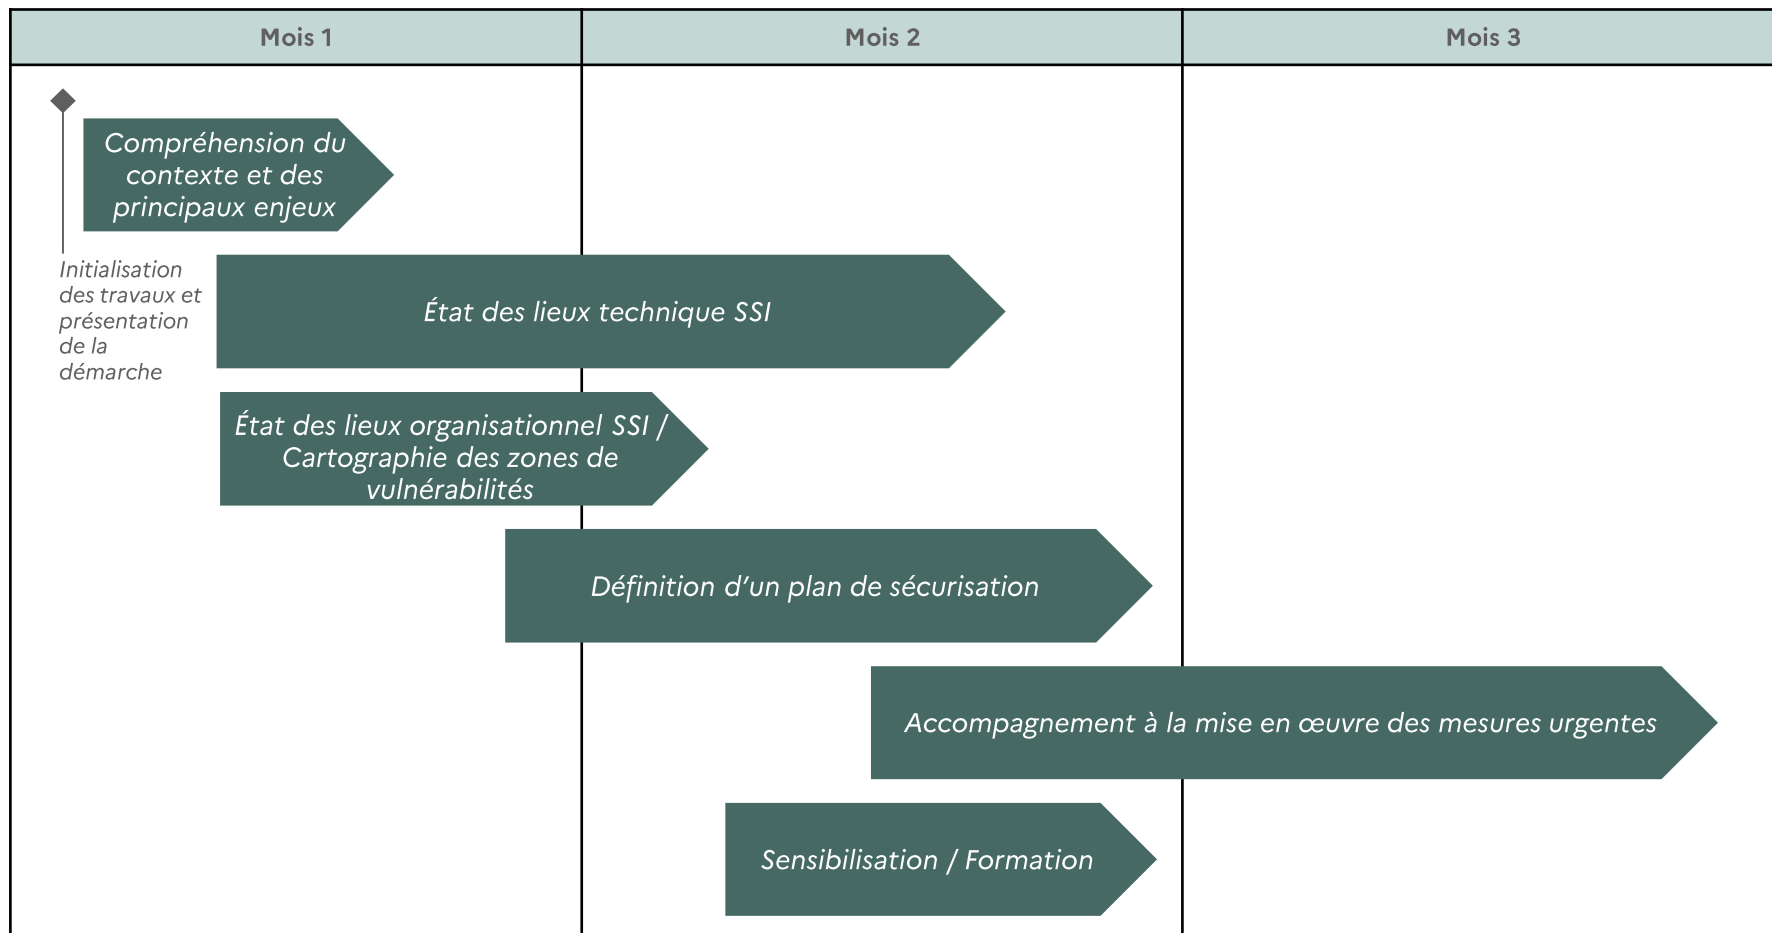 Mois 1
Mois 2
Mois 3
Compréhension du
contexte et des
principaux enjeux
Initialisation
des travaux et
présentation
de la
démarche
État des lieux technique SSI
État des lieux organisationnel SSI /
Cartographie des zones de
vulnérabilités
Définition d’un plan de sécurisation
Accompagnement à la mise en œuvre des mesures urgentes
Sensibilisation / Formation